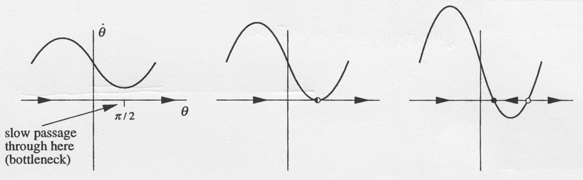 θ̇
π/2
θ
slow passage
through here
(bottleneck)